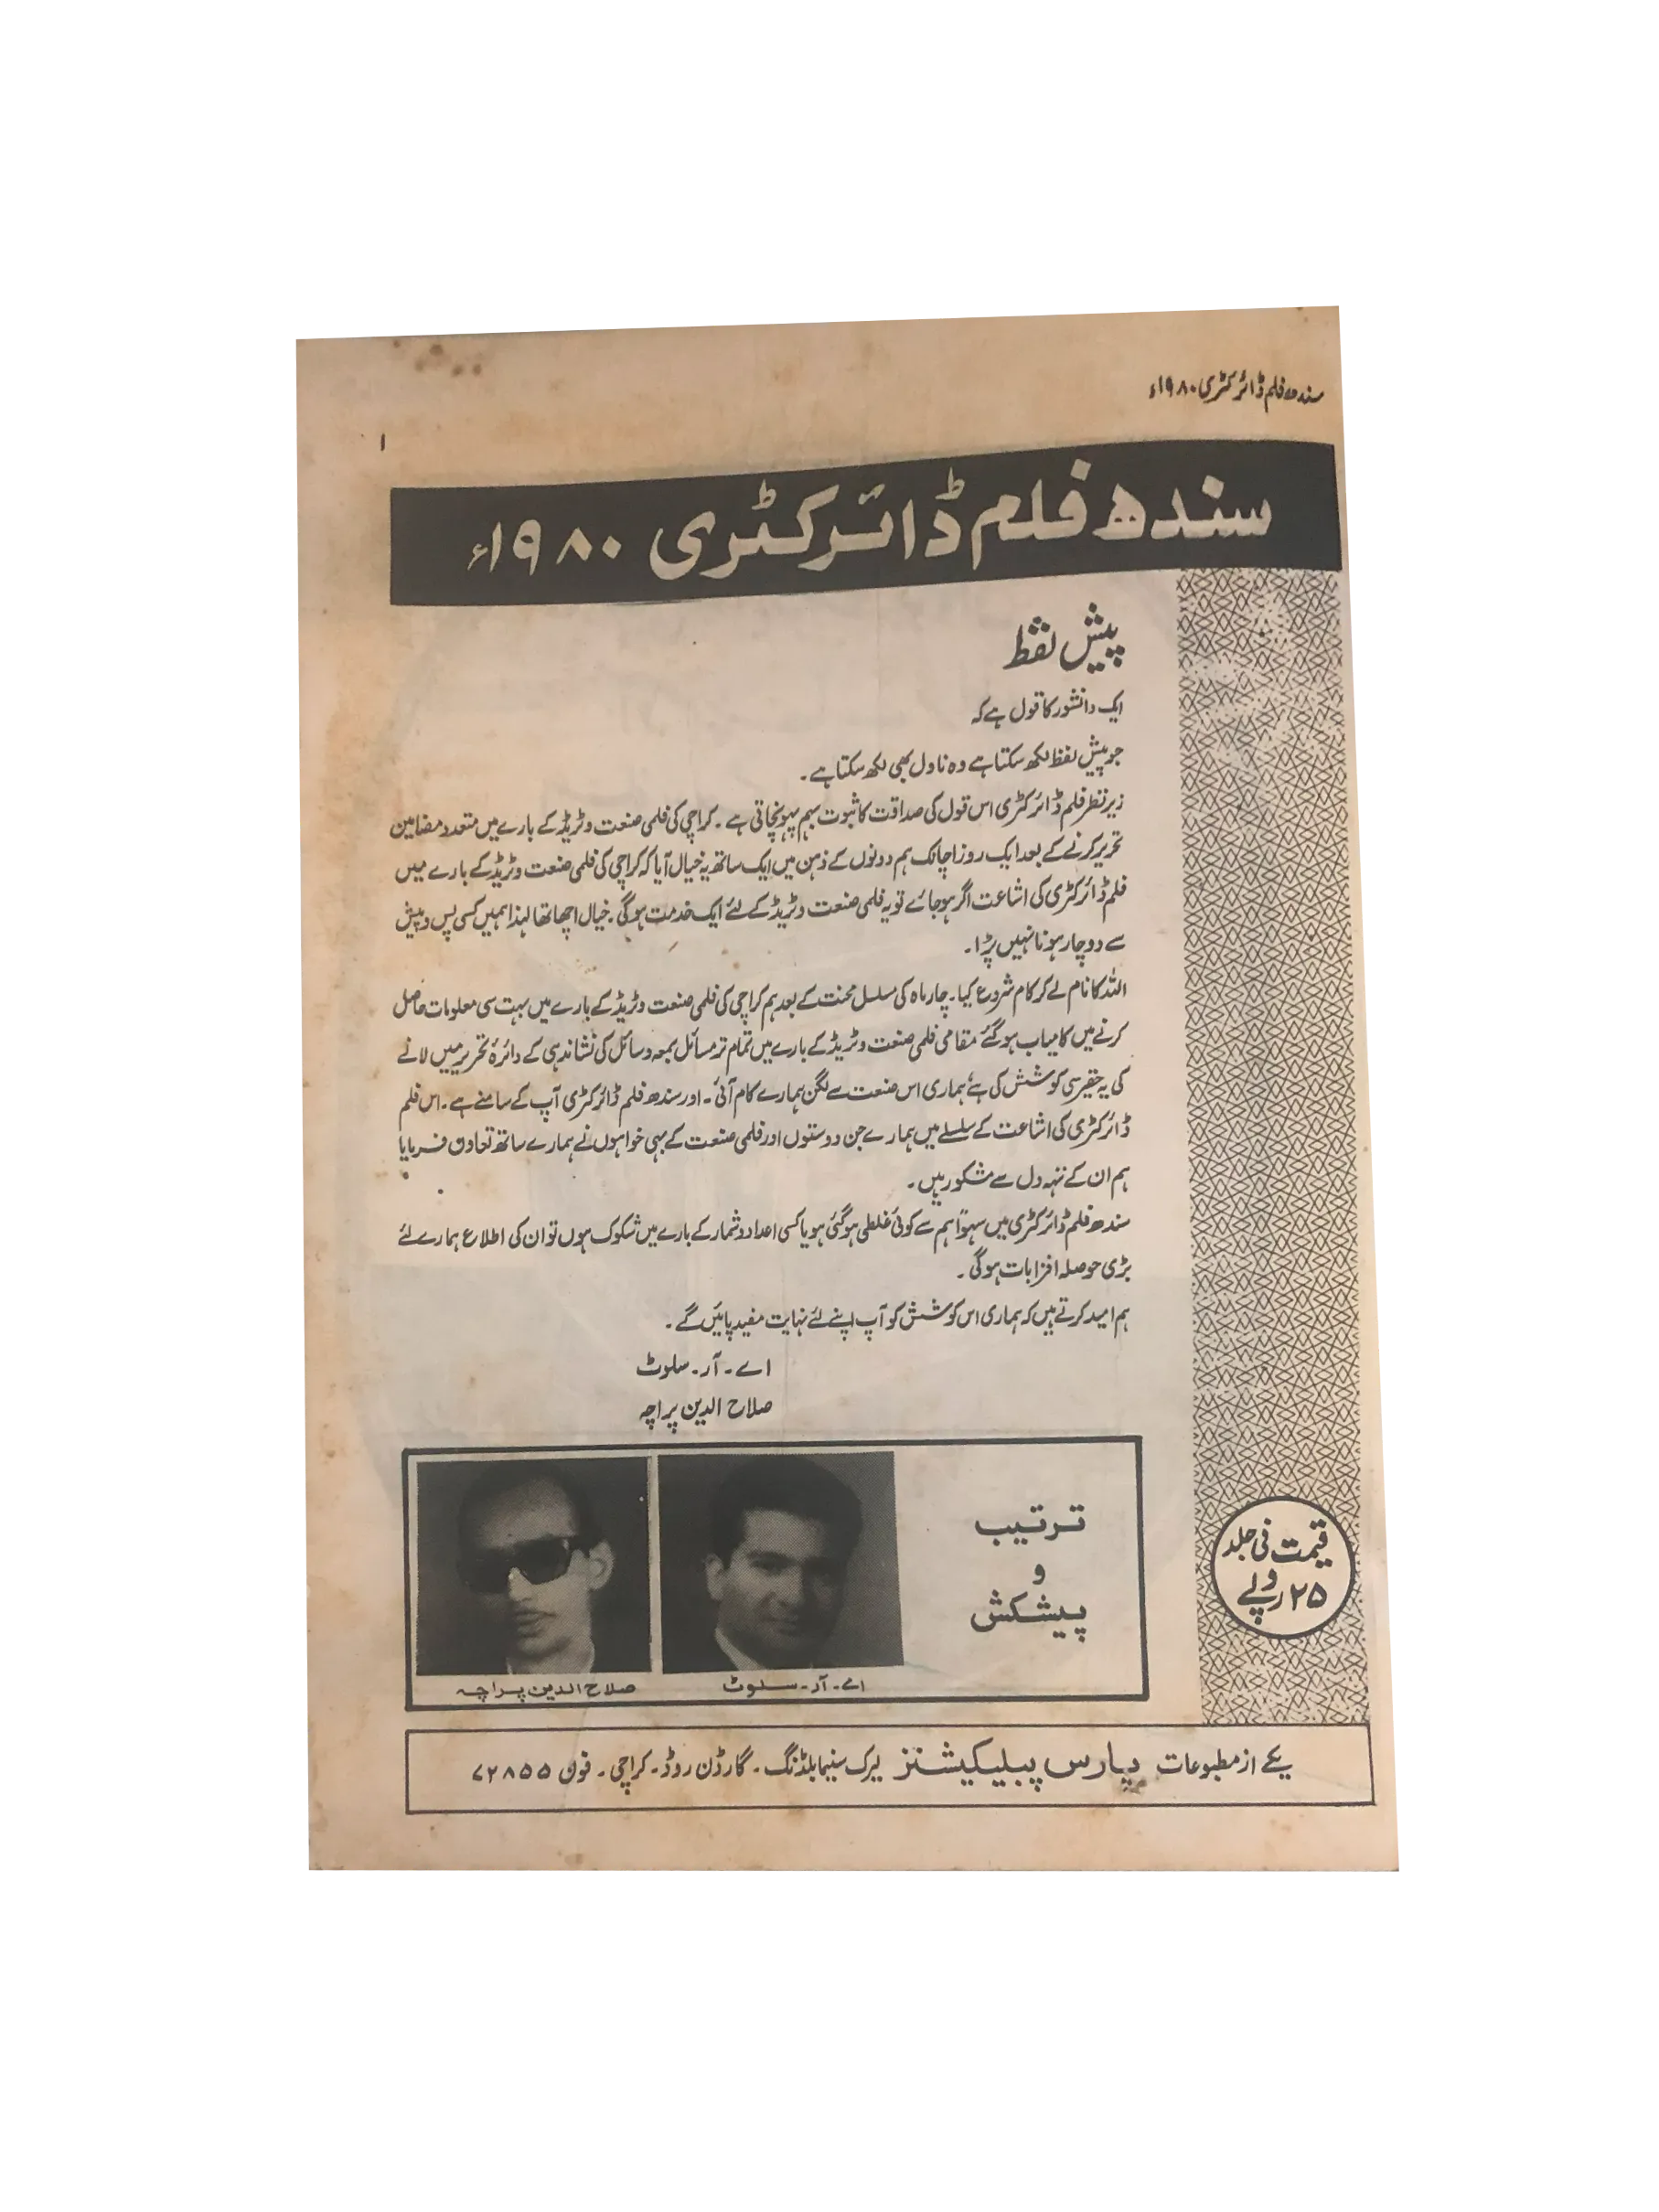 سندھ فلم ڈائرکٹری ۱۹۸۰ء
۱
سندھ فلم ڈائرکٹری ۱۹۸۰ء
پیش لفظ
ایک دانشور کا قول ہے کہ
جو پیش لفظ لکھ سکتا ہے وہ ناول بھی لکھ سکتا ہے۔
زیر نظر فلم ڈائرکٹری اس قول کی صداقت کا ثبوت بہم پہونچاتی ہے۔ کراچی کی فلمی صنعت و ٹریڈ کے بارے میں متعدد مضامین
تحریر کرنے کے بعد ایک روز اچانک ہم دونوں کے ذہن میں ایک ساتھ یہ خیال آیا کہ کراچی کی فلمی صنعت و ٹریڈ کے بارے میں
فلم ڈائرکٹری کی اشاعت اگر ہو جائے تو یہ فلمی صنعت و ٹریڈ کے لئے ایک خدمت ہوگی۔ خیال اچھا تھا لہذا ہمیں کسی پس و پیش
سے دوچار ہونا نہیں پڑا۔
اللہ کا نام لے کر کام شروع کیا۔ چار ماہ کی مسلسل محنت کے بعد ہم کراچی کی فلمی صنعت و ٹریڈ کے بارے میں بہت سی معلومات حاصل
کرنے میں کامیاب ہو گئے مقامی فلمی صنعت و ٹریڈ کے بارے میں تمام تر مسائل بمعہ وسائل کی نشاندہی کے دائرۂ تحریر میں لانے
کی یہ حقیر سی کوشش کی ہے، ہماری اس صنعت سے لگن ہمارے کام آئی۔ اور سندھ فلم ڈائرکٹری آپ کے سامنے ہے۔ اس فلم
ڈائرکٹری کی اشاعت کے سلسلے میں ہمارے جن دوستوں اور فلمی صنعت کے بہی خواہوں نے ہمارے ساتھ تعاون فرمایا
ہم ان کے تہہ دل سے مشکور ہیں۔
سندھ فلم ڈائرکٹری میں سہواً ہم سے کوئی غلطی ہو گئی ہو یا کسی اعداد و شمار کے بارے میں شکوک ہوں تو ان کی اطلاع ہمارے لئے
بڑی حوصلہ افزا بات ہوگی۔
ہم امید کرتے ہیں کہ ہماری اس کوشش کو آپ اپنے لئے نہایت مفید پائیں گے۔
اے۔ آر۔ سلوٹ
صلاح الدین پراچہ
ترتیب
و
پیشکش
اے۔ آر۔ سلوٹ
صلاح الدین پراچہ
قیمت فی جلد
۲۵ روپے
یکے از مطبوعات پارس پبلیکیشنز لیرک سنیما بلڈنگ۔ گارڈن روڈ۔ کراچی۔ فون ۷۲۸۵۵